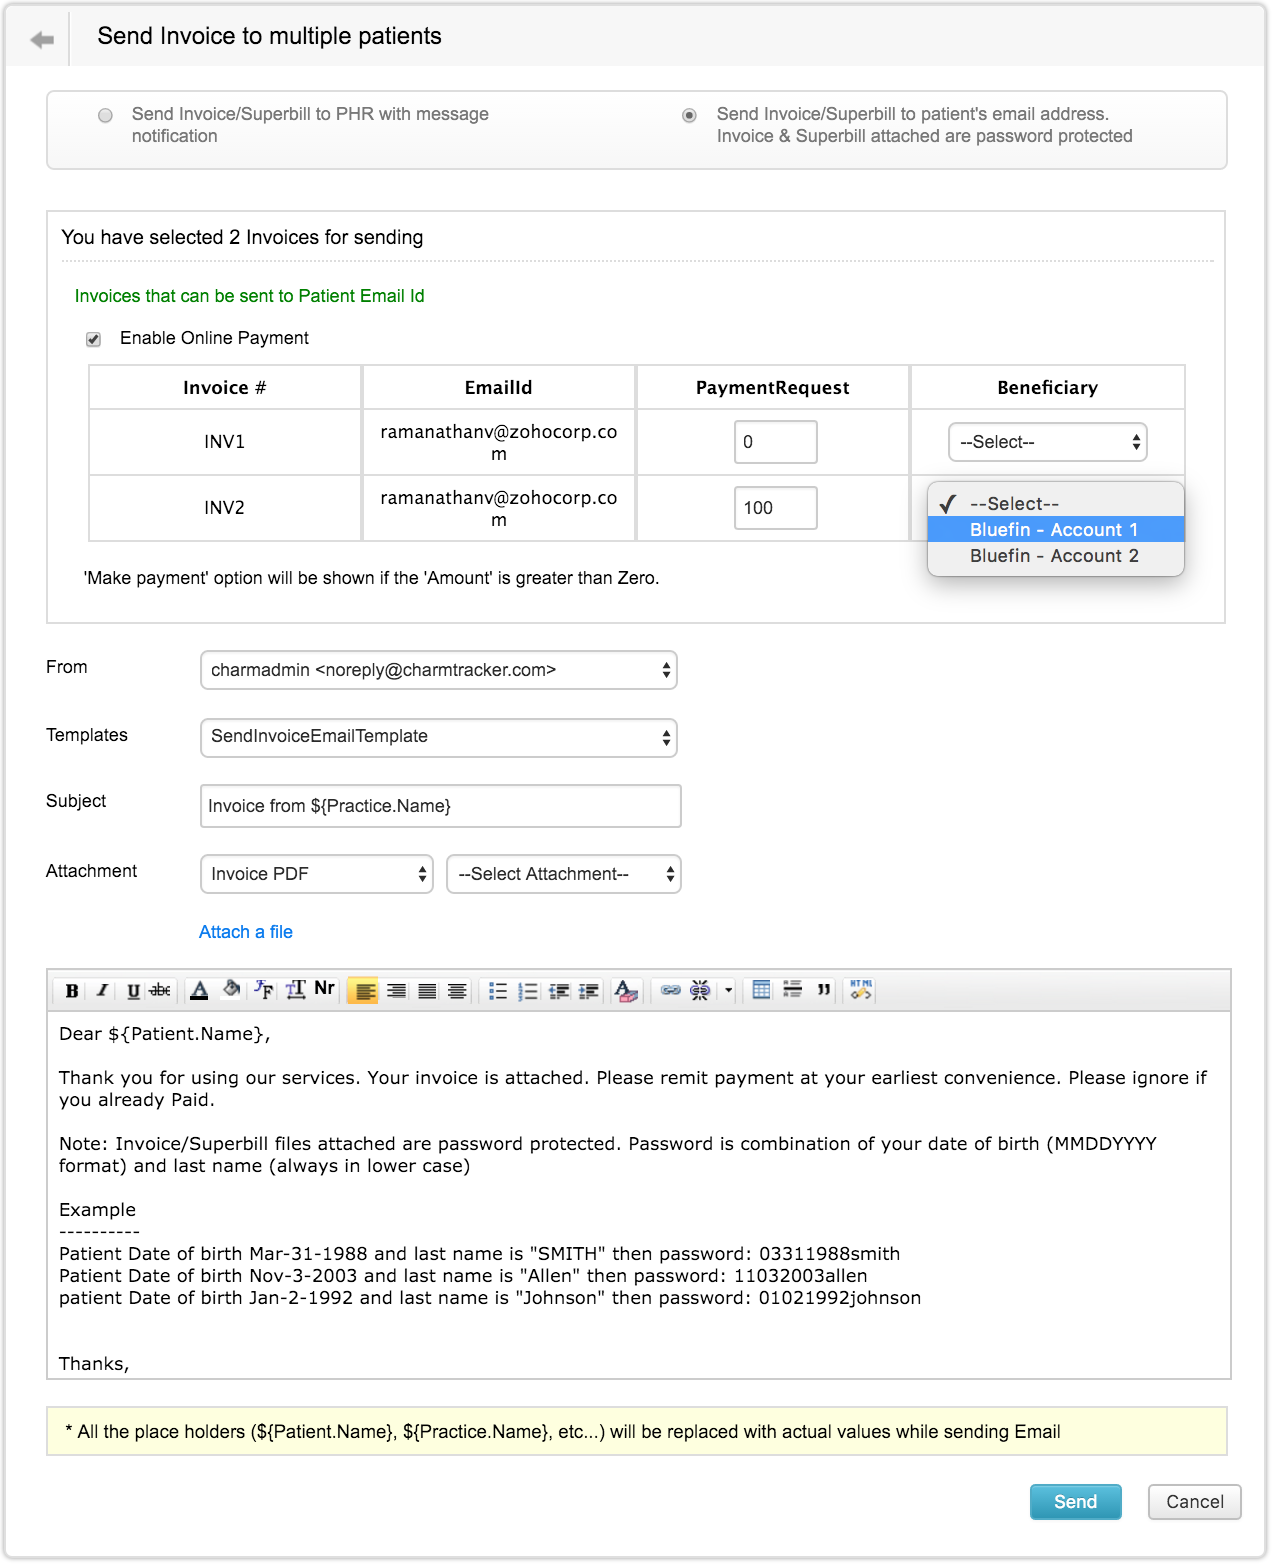 Send Invoice to multiple patients
Send Invoice/Superbill to PHR with message
notification
Send Invoice/Superbill to patient's email address.
Invoice & Superbill attached are password protected
You have selected 2 Invoices for sending
Invoices that can be sent to Patient Email Id
Enable Online Payment
Invoice # EmailId PaymentRequest Beneficiary
INV1 ramanathanv@zohocorp.co
m 0 --Select--
INV2 ramanathanv@zohocorp.co
m 100
--Select--
Bluefin - Account 1
Bluefin - Account 2
'Make payment' option will be shown if the 'Amount' is greater than Zero.
From charmadmin <noreply@charmtracker.com>
Templates SendInvoiceEmailTemplate
Subject Invoice from ${Practice.Name}
Attachment Invoice PDF --Select Attachment--
Attach a file
B I U abc A F T Nr A HTML
Dear ${Patient.Name},
Thank you for using our services. Your invoice is attached. Please remit payment at your earliest convenience. Please ignore if
you already Paid.
Note: Invoice/Superbill files attached are password protected. Password is combination of your date of birth (MMDDYYYY
format) and last name (always in lower case)
Example
----------
Patient Date of birth Mar-31-1988 and last name is "SMITH" then password: 03311988smith
Patient Date of birth Nov-3-2003 and last name is "Allen" then password: 11032003allen
patient Date of birth Jan-2-1992 and last name is "Johnson" then password: 01021992johnson
Thanks,
* All the place holders (${Patient.Name}, ${Practice.Name}, etc...) will be replaced with actual values while sending Email
Send Cancel